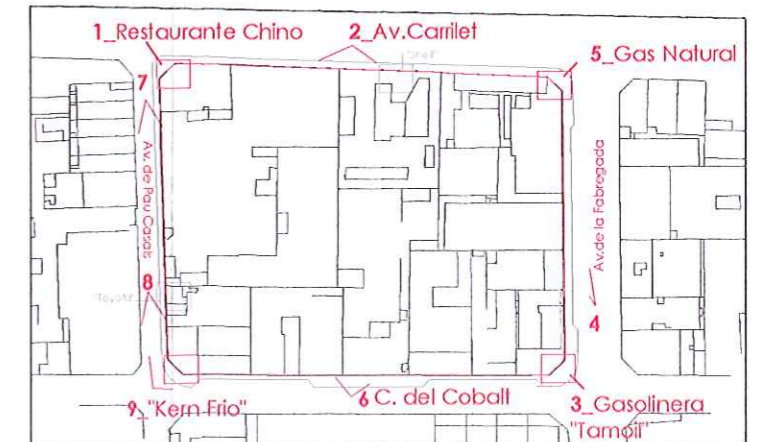 1_Restaurante Chino
2_Av.Carrilet
5_Gas Natural
7
Av. de Pau Casals
Av.de la Fabregada
8
4
9_"Kern Frio"
6 C. del Cobalt
3_Gasolinera
"Tamoil"